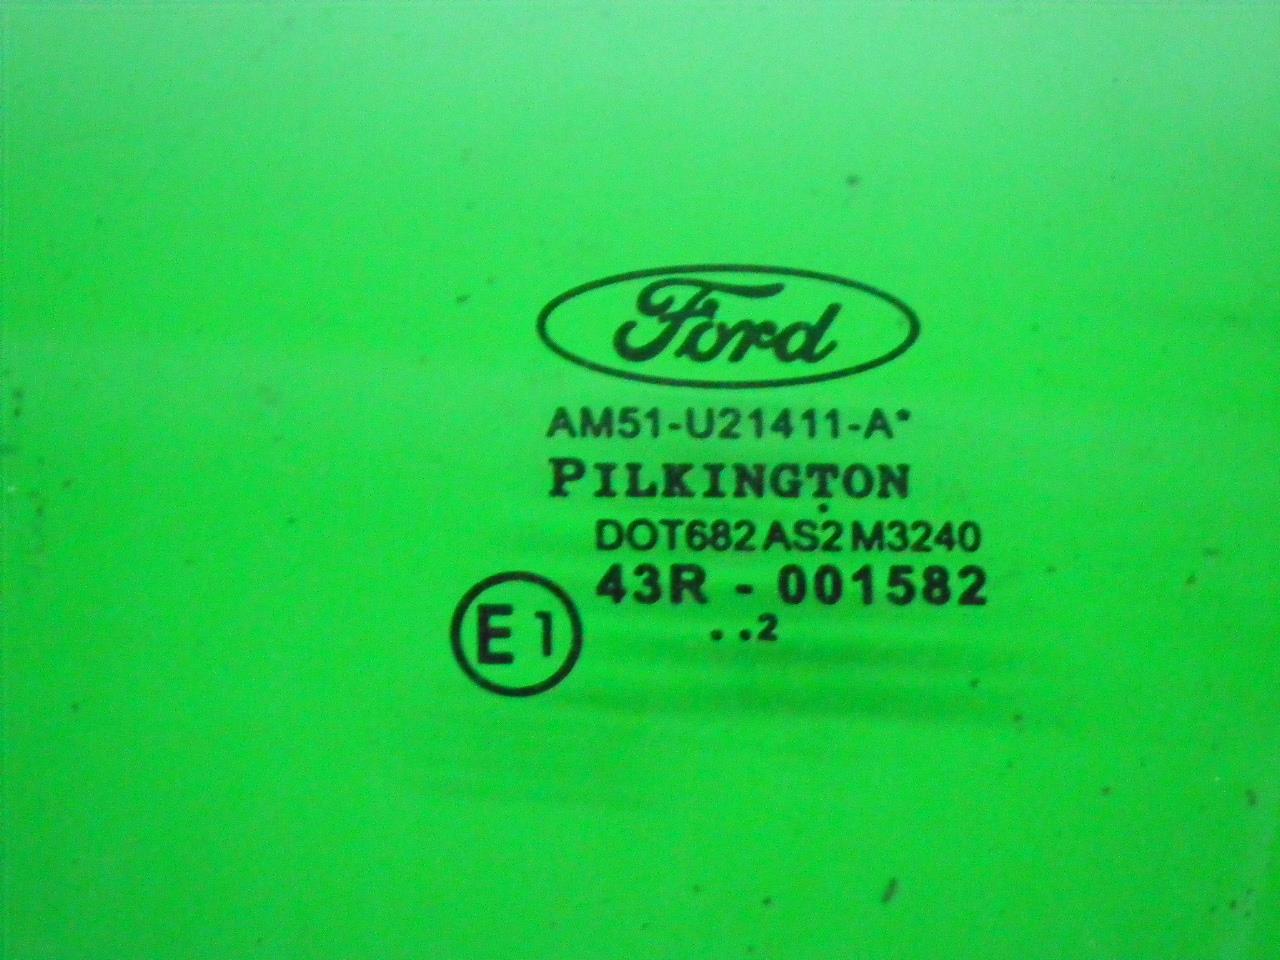 Ford
AM51-U21411-A*
PILKINGTON
DOT682 AS2 M3240
43R - 001582
E1
..2